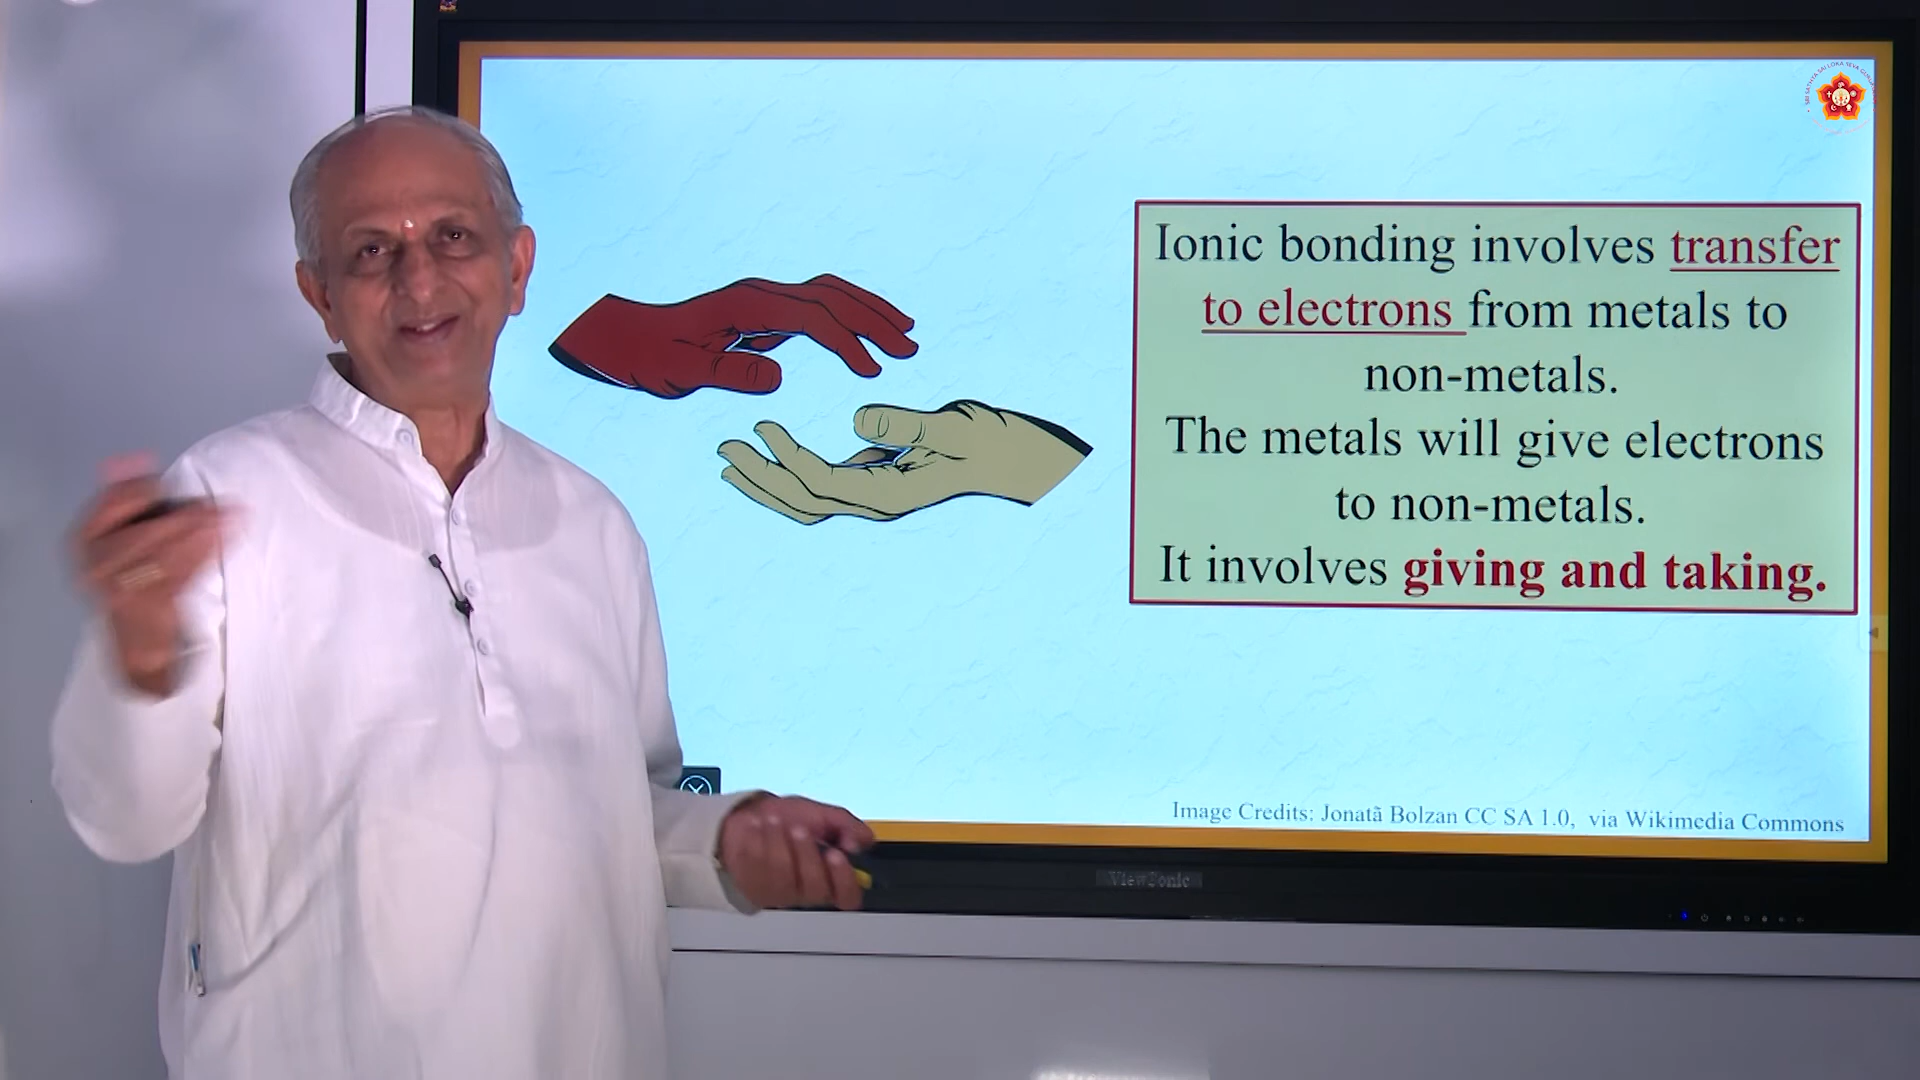 Ionic bonding involves transfer
to electrons from metals to
non-metals.
The metals will give electrons
to non-metals.
It involves giving and taking.
Image Credits: Jonatã Bolzan CC SA 1.0, via Wikimedia Commons
ViewSonic